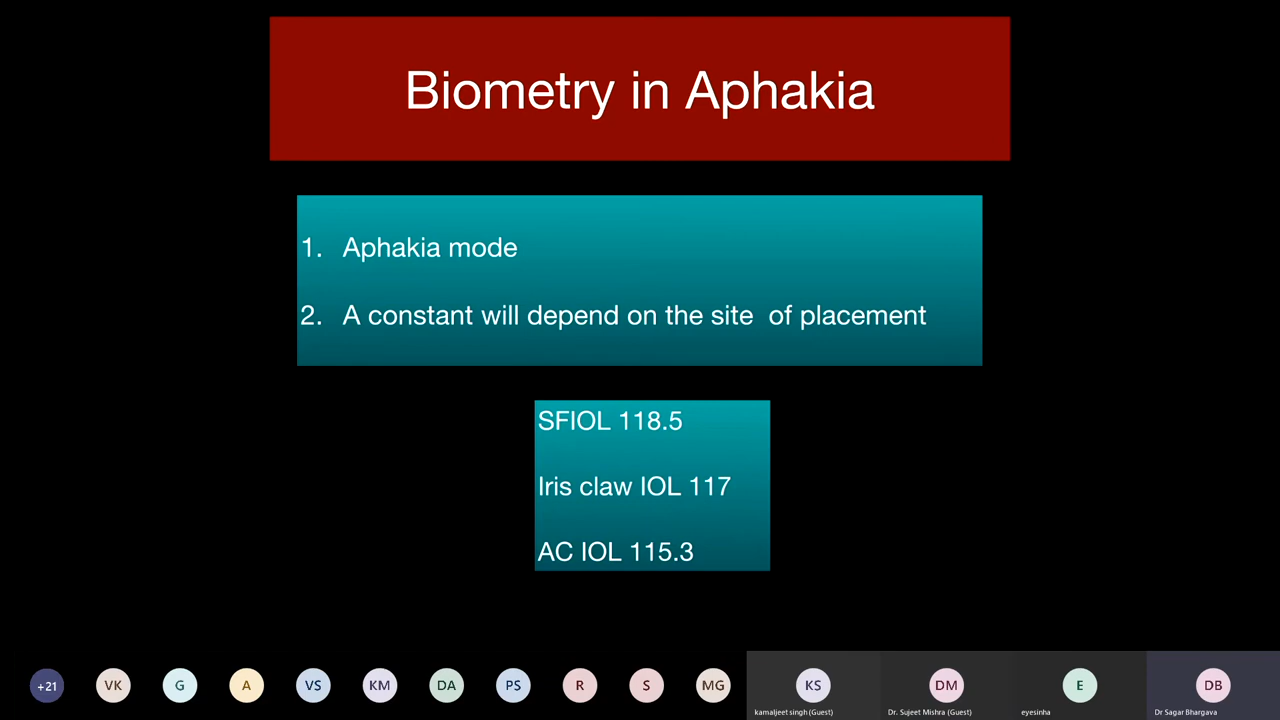 Biometry in Aphakia
1. Aphakia mode
2. A constant will depend on the site of placement
SFIOL 118.5
Iris claw IOL 117
AC IOL 115.3
+21 VK G A VS KM DA PS R S MG KS DM E DB
kamaljeet singh (Guest) Dr. Sujeet Mishra (Guest) eyesinha Dr Sagar Bhargava